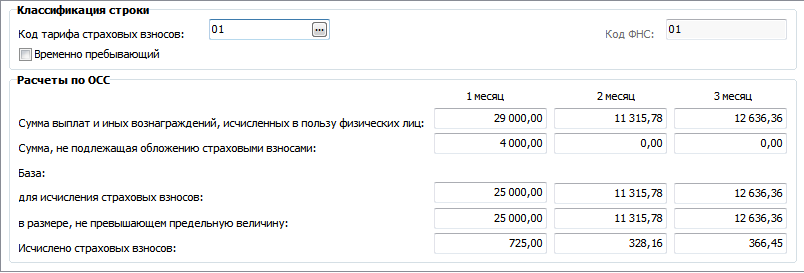 Классификация строки
Код тарифа страховых взносов: 01 ... Код ФНС: 01
Временно пребывающий
Расчеты по ОСС
1 месяц 2 месяц 3 месяц
Сумма выплат и иных вознаграждений, исчисленных в пользу физических лиц: 29 000,00 11 315,78 12 636,36
Сумма, не подлежащая обложению страховыми взносами: 4 000,00 0,00 0,00
База:
для исчисления страховых взносов: 25 000,00 11 315,78 12 636,36
в размере, не превышающем предельную величину: 25 000,00 11 315,78 12 636,36
Исчислено страховых взносов: 725,00 328,16 366,45